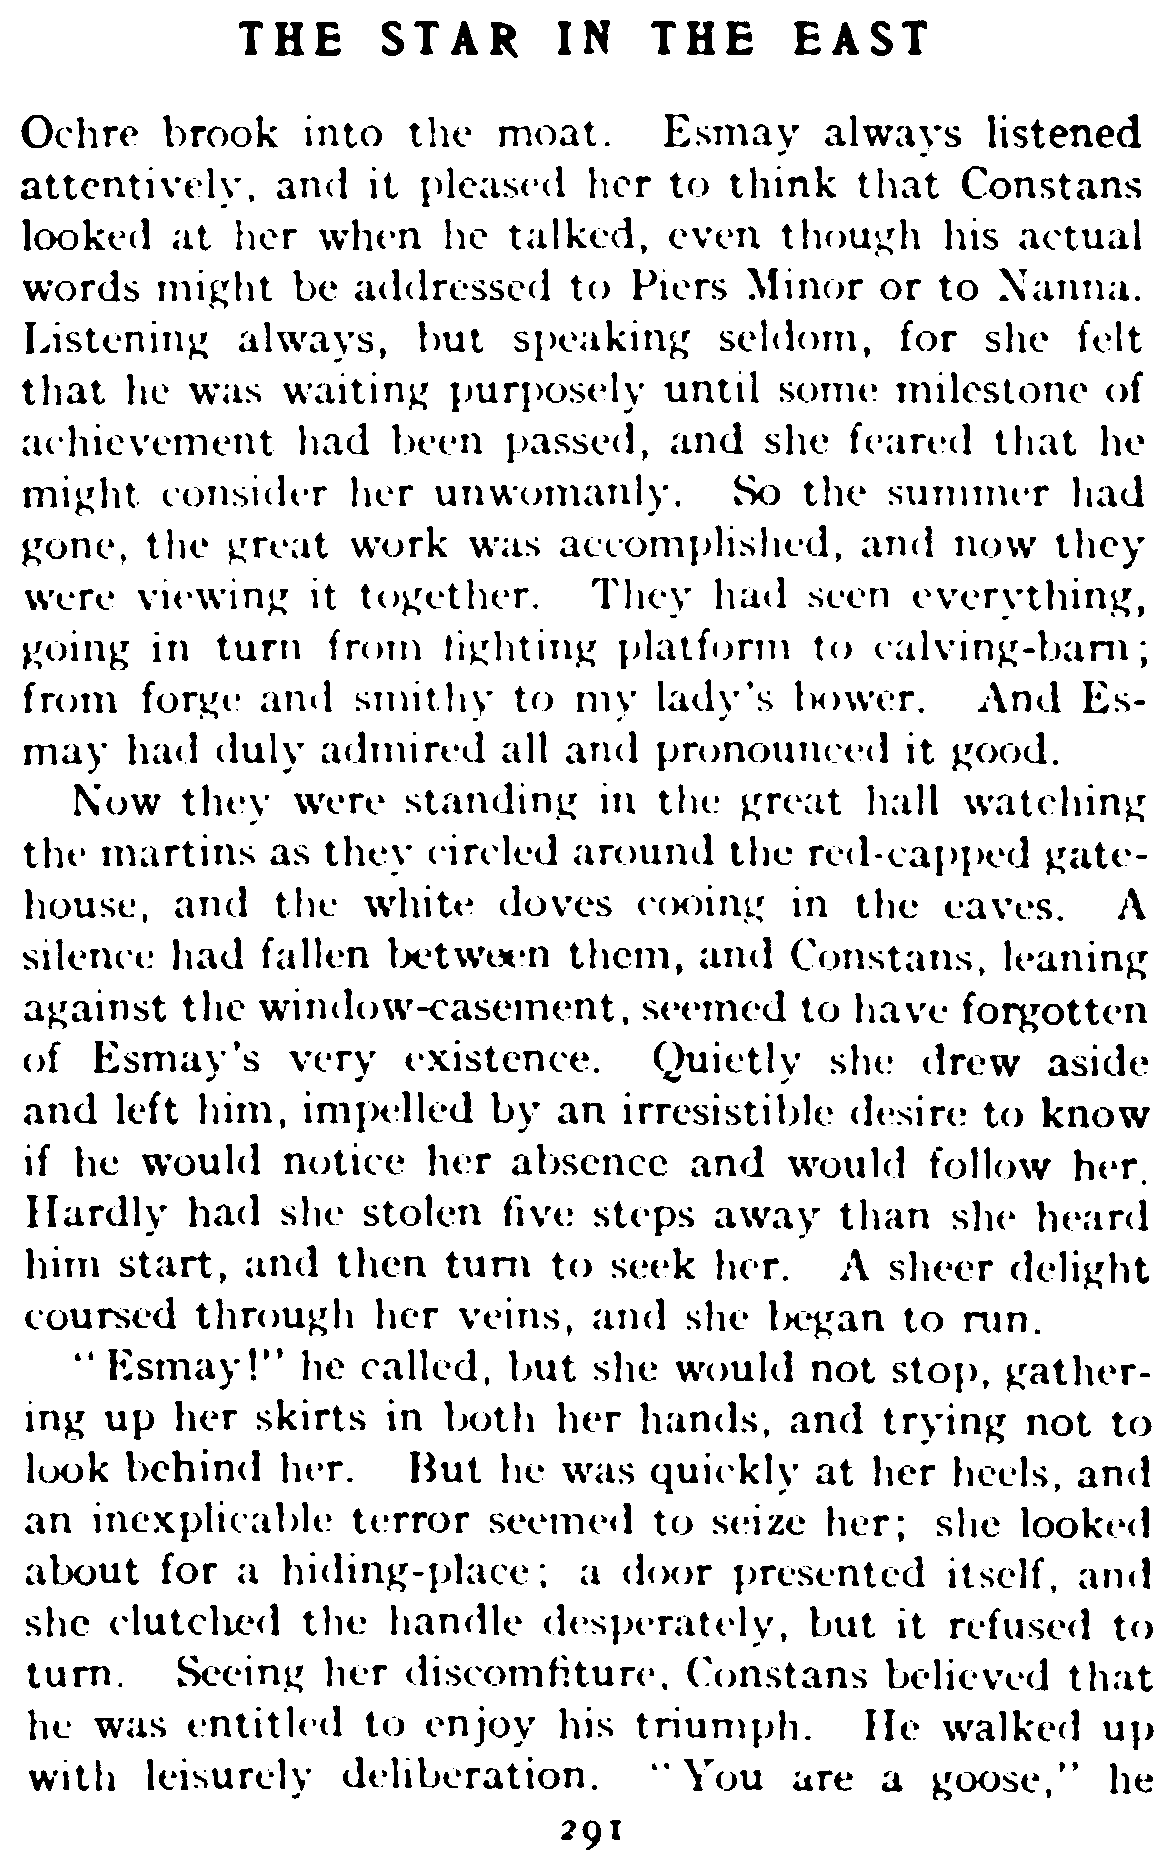 THE STAR IN THE EAST
Ochre brook into the moat. Esmay always listened
attentively, and it pleased her to think that Constans
looked at her when he talked, even though his actual
words might be addressed to Piers Minor or to Nanna.
Listening always, but speaking seldom, for she felt
that he was waiting purposely until some milestone of
achievement had been passed, and she feared that he
might consider her unwomanly. So the summer had
gone, the great work was accomplished, and now they
were viewing it together. They had seen everything,
going in turn from fighting platform to calving-barn;
from forge and smithy to my lady's bower. And Es-
may had duly admired all and pronounced it good.
Now they were standing in the great hall watching
the martins as they circled around the red-capped gate-
house, and the white doves cooing in the eaves. A
silence had fallen between them, and Constans, leaning
against the window-casement, seemed to have forgotten
of Esmay's very existence. Quietly she drew aside
and left him, impelled by an irresistible desire to know
if he would notice her absence and would follow her.
Hardly had she stolen five steps away than she heard
him start, and then turn to seek her. A sheer delight
coursed through her veins, and she began to run.
"Esmay!" he called, but she would not stop, gather-
ing up her skirts in both her hands, and trying not to
look behind her. But he was quickly at her heels, and
an inexplicable terror seemed to seize her; she looked
about for a hiding-place; a door presented itself, and
she clutched the handle desperately, but it refused to
turn. Seeing her discomfiture, Constans believed that
he was entitled to enjoy his triumph. He walked up
with leisurely deliberation. "You are a goose," he
291